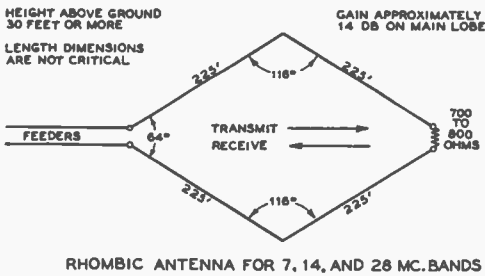 HEIGHT ABOVE GROUND
30 FEET OR MORE
LENGTH DIMENSIONS
ARE NOT CRITICAL
GAIN APPROXIMATELY
14 DB ON MAIN LOBE
225'
116°
225'
FEEDERS
64°
TRANSMIT
RECEIVE
700
TO
800
OHMS
225'
116°
225'
RHOMBIC ANTENNA FOR 7, 14, AND 28 MC. BANDS